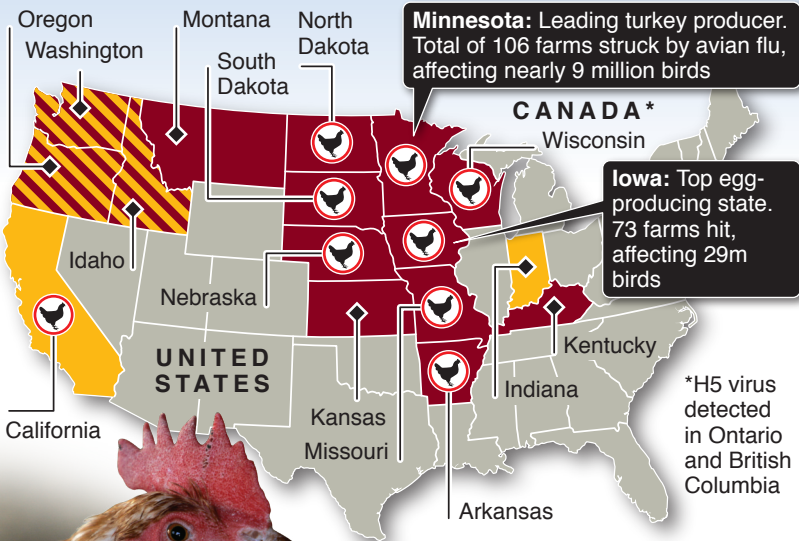 Oregon
Washington
Montana
South
Dakota
North
Dakota
Minnesota: Leading turkey producer.
Total of 106 farms struck by avian flu,
affecting nearly 9 million birds
CANADA*
Wisconsin
Iowa: Top egg-
producing state.
73 farms hit,
affecting 29m
birds
Idaho
Nebraska
UNITED
STATES
California
Kansas
Missouri
Arkansas
Indiana
Kentucky
*H5 virus
detected
in Ontario
and British
Columbia